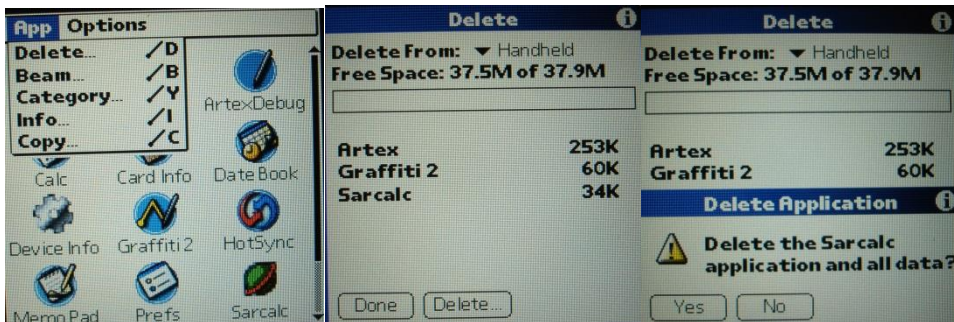 App Options
Delete... /D
Beam... /B
Category... /Y
Info... /I
Copy... /C
ArtexDebug
Calc Card Info Date Book
Device Info Graffiti 2 HotSync
Memo Pad Prefs Sarcalc
Delete i
Delete From: Handheld
Free Space: 37.5M of 37.9M
Artex 253K
Graffiti 2 60K
Sarcalc 34K
Done Delete...
Delete i
Delete From: Handheld
Free Space: 37.5M of 37.9M
Artex 253K
Graffiti 2 60K
Delete Application i
Delete the Sarcalc
application and all data?
Yes No